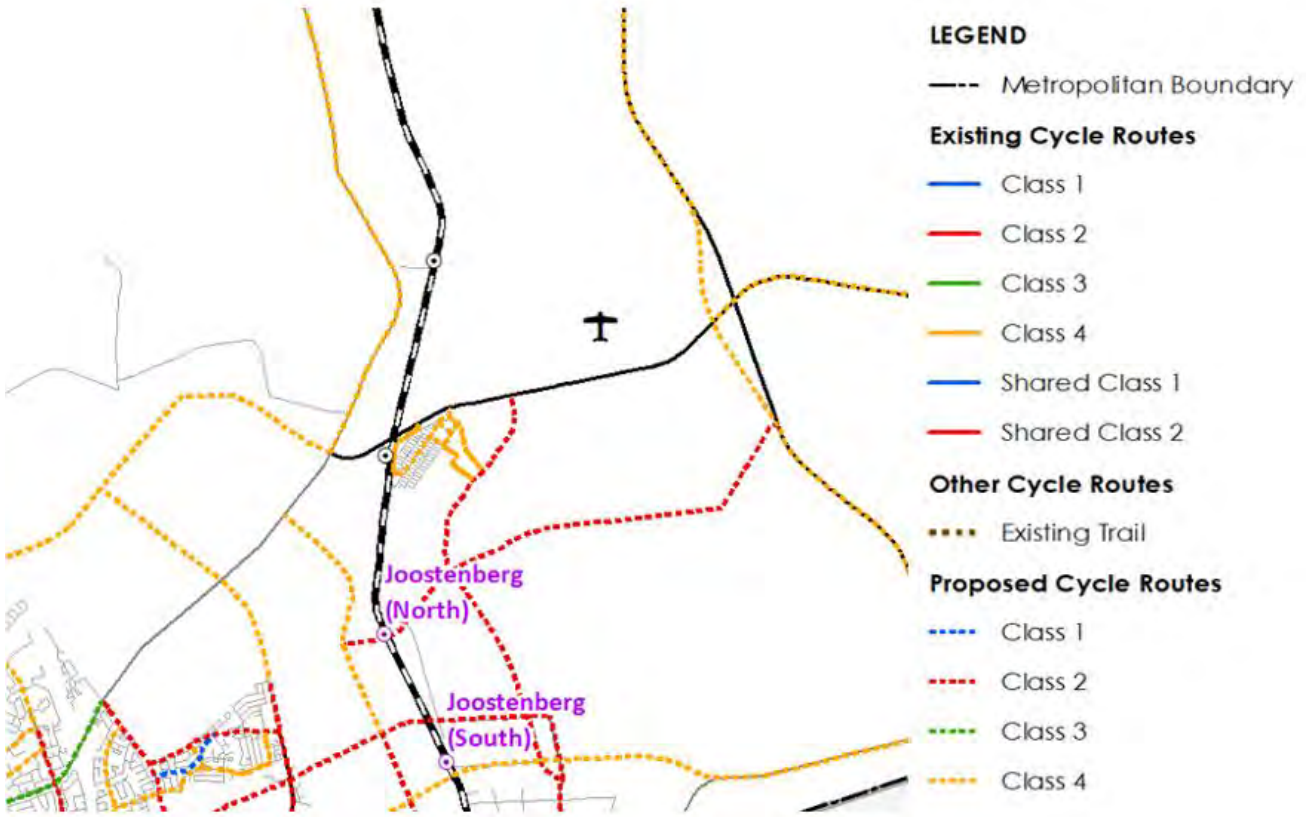 Joostenberg
(North)
Joostenberg
(South)
LEGEND
Metropolitan Boundary
Existing Cycle Routes
Class 1
Class 2
Class 3
Class 4
Shared Class 1
Shared Class 2
Other Cycle Routes
Existing Trail
Proposed Cycle Routes
Class 1
Class 2
Class 3
Class 4